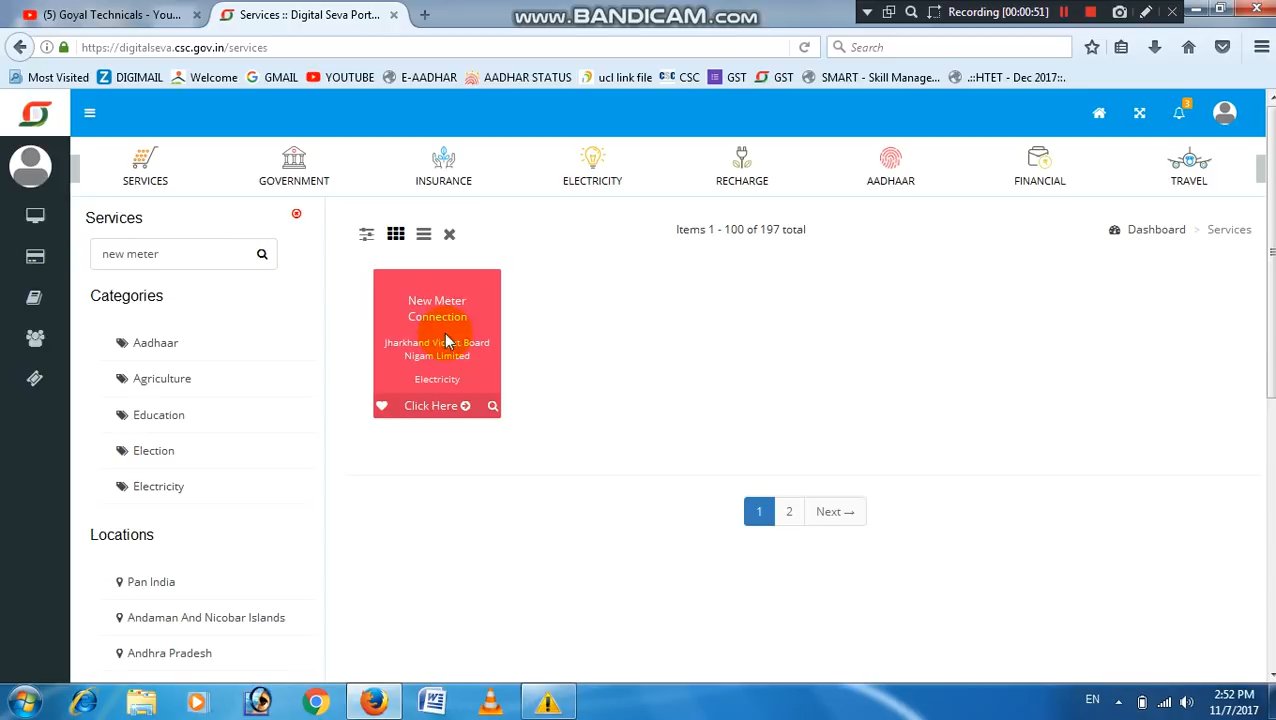 www.BANDICAM.com
Recording [00:00:51]
(5) Goyal Technicals - You...
Services :: Digital Seva Port...
https://digitalseva.csc.gov.in/services
Search
Most Visited
DIGIMAIL
Welcome
GMAIL
YOUTUBE
E-AADHAR
AADHAR STATUS
ucl link file
CSC
GST
GST
SMART - Skill Manage...
.::HTET - Dec 2017::.
3
SERVICES
GOVERNMENT
INSURANCE
ELECTRICITY
RECHARGE
AADHAAR
FINANCIAL
TRAVEL
Services
new meter
Categories
Aadhaar
Agriculture
Education
Election
Electricity
Locations
Pan India
Andaman And Nicobar Islands
Andhra Pradesh
Items 1 - 100 of 197 total
Dashboard > Services
New Meter
Connection
Jharkhand Vidyut Board
Nigam Limited
Electricity
Click Here
1
2
Next →
EN
2:52 PM
11/7/2017